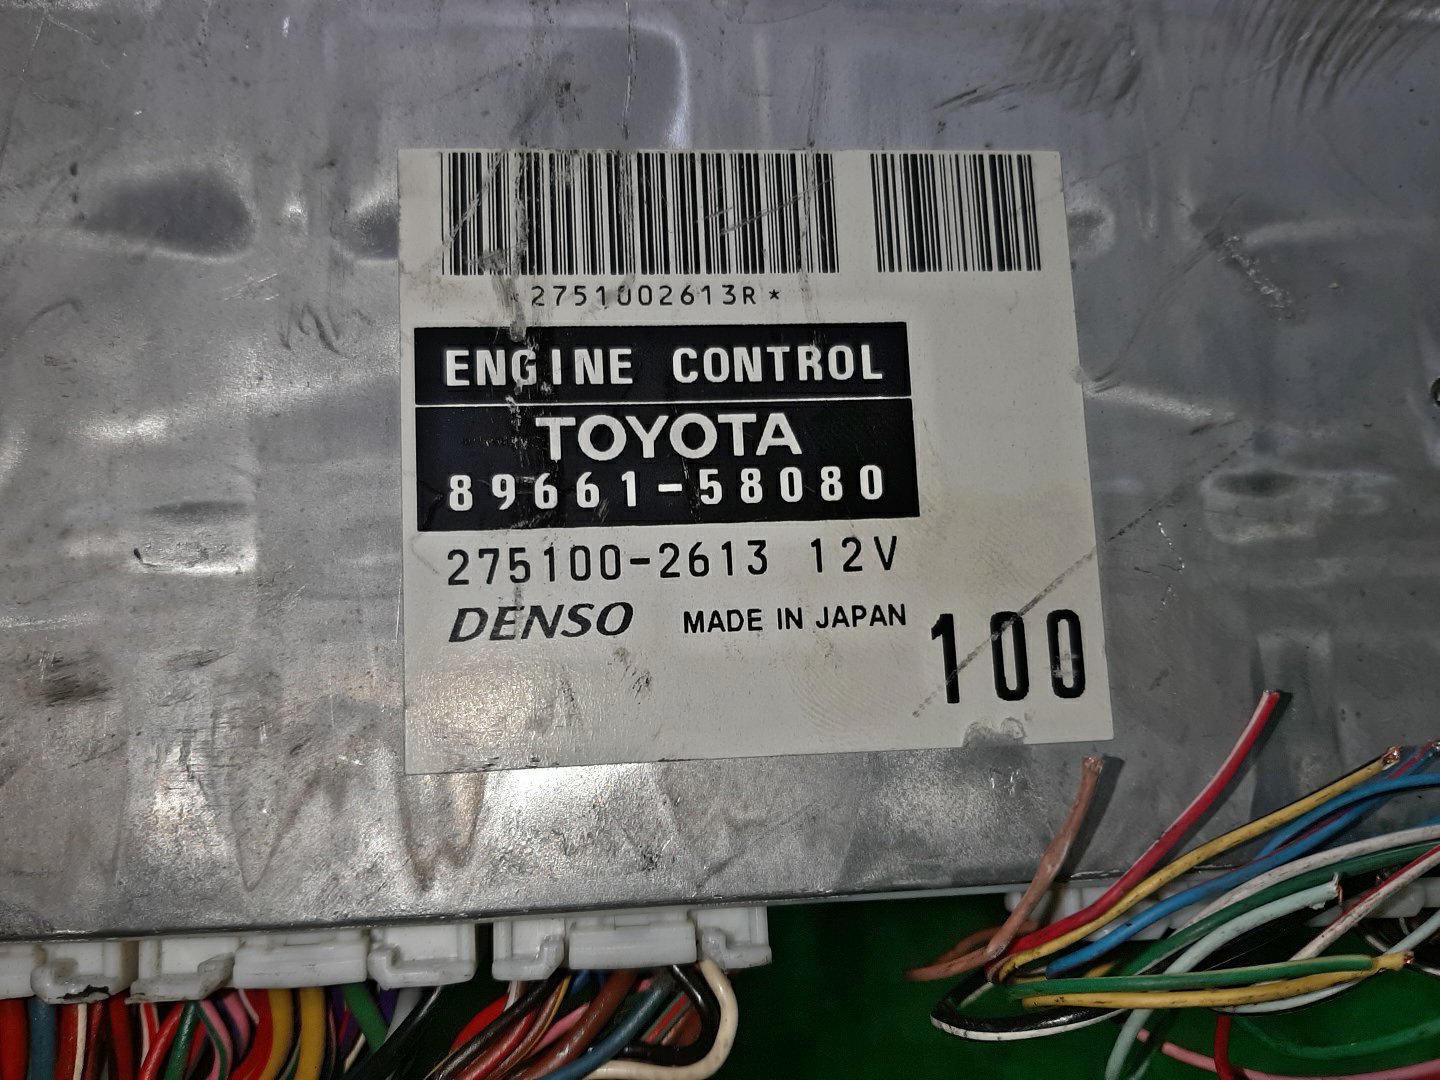 *2751002613R*
ENGINE CONTROL
TOYOTA
89661-58080
275100-2613 12V
DENSO MADE IN JAPAN
100